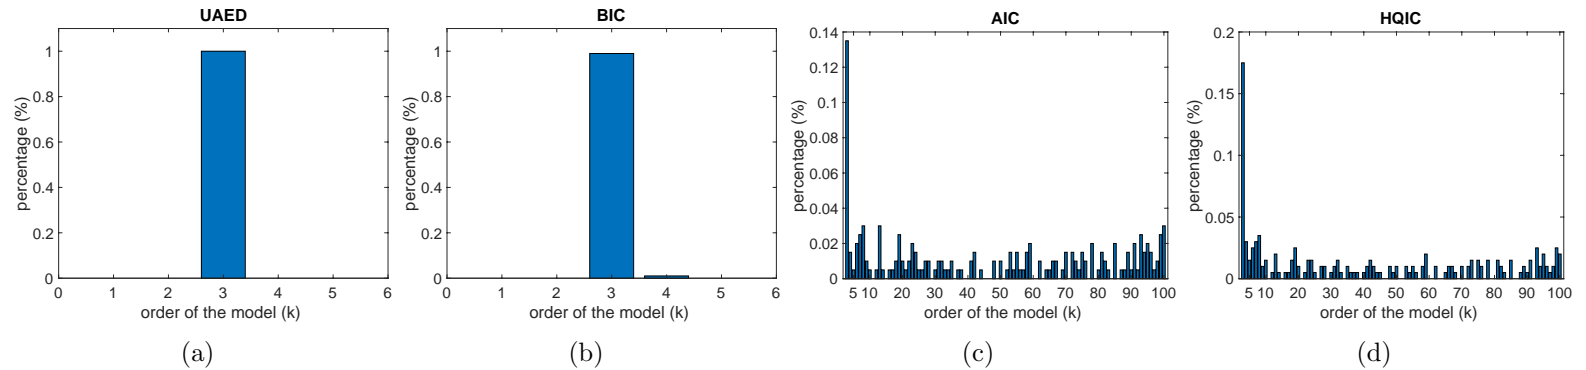 UAED
1
0.8
0.6
0.4
0.2
0
percentage (%)
0 1 2 3 4 5 6
order of the model (k)
(a)
BIC
1
0.8
0.6
0.4
0.2
0
percentage (%)
0 1 2 3 4 5 6
order of the model (k)
(b)
AIC
0.14
0.12
0.1
0.08
0.06
0.04
0.02
0
percentage (%)
5 10 20 30 40 50 60 70 80 90 100
order of the model (k)
(c)
HQIC
0.2
0.15
0.1
0.05
0
percentage (%)
5 10 20 30 40 50 60 70 80 90 100
order of the model (k)
(d)